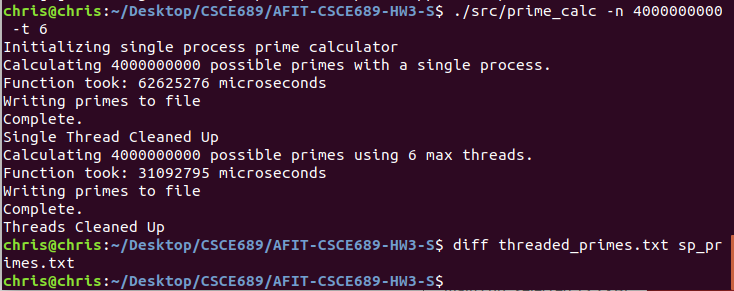 chris@chris:~/Desktop/CSCE689/AFIT-CSCE689-HW3-S$ ./src/prime_calc -n 4000000000
-t 6
Initializing single process prime calculator
Calculating 4000000000 possible primes with a single process.
Function took: 62625276 microseconds
Writing primes to file
Complete.
Single Thread Cleaned Up
Calculating 4000000000 possible primes using 6 max threads.
Function took: 31092795 microseconds
Writing primes to file
Complete.
Threads Cleaned Up
chris@chris:~/Desktop/CSCE689/AFIT-CSCE689-HW3-S$ diff threaded_primes.txt sp_pr
imes.txt
chris@chris:~/Desktop/CSCE689/AFIT-CSCE689-HW3-S$